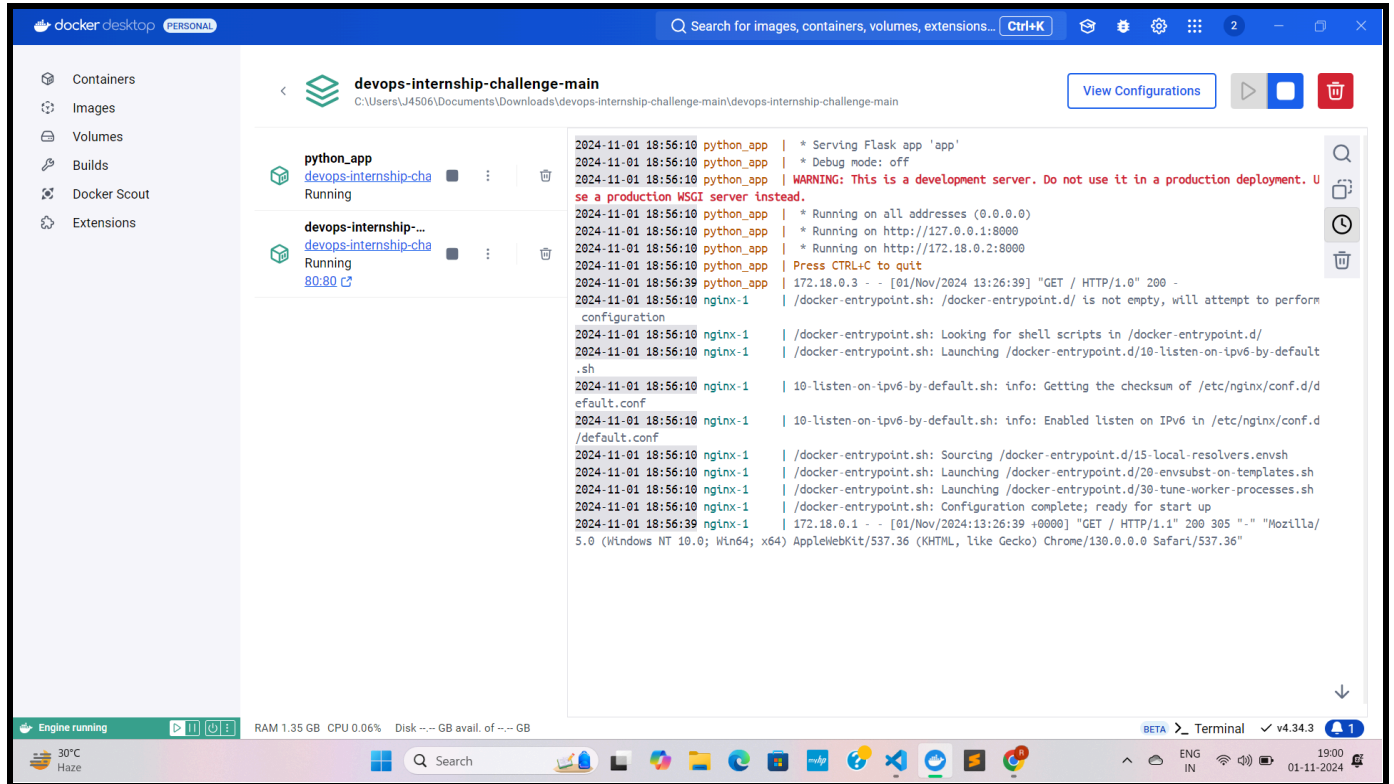 docker desktop PERSONAL
Search for images, containers, volumes, extensions... Ctrl+K
2
Containers
Images
Volumes
Builds
Docker Scout
Extensions
devops-internship-challenge-main
C:\Users\J4506\Documents\Downloads\devops-internship-challenge-main\devops-internship-challenge-main
View Configurations
python_app
devops-internship-cha
Running
devops-internship-...
devops-internship-cha
Running
80:80
2024-11-01 18:56:10 python_app | * Serving Flask app 'app'
2024-11-01 18:56:10 python_app | * Debug mode: off
2024-11-01 18:56:10 python_app | WARNING: This is a development server. Do not use it in a production deployment. U
se a production WSGI server instead.
2024-11-01 18:56:10 python_app | * Running on all addresses (0.0.0.0)
2024-11-01 18:56:10 python_app | * Running on http://127.0.0.1:8000
2024-11-01 18:56:10 python_app | * Running on http://172.18.0.2:8000
2024-11-01 18:56:10 python_app | Press CTRL+C to quit
2024-11-01 18:56:39 python_app | 172.18.0.3 - - [01/Nov/2024 13:26:39] "GET / HTTP/1.0" 200 -
2024-11-01 18:56:10 nginx-1 | /docker-entrypoint.sh: /docker-entrypoint.d/ is not empty, will attempt to perform
configuration
2024-11-01 18:56:10 nginx-1 | /docker-entrypoint.sh: Looking for shell scripts in /docker-entrypoint.d/
2024-11-01 18:56:10 nginx-1 | /docker-entrypoint.sh: Launching /docker-entrypoint.d/10-listen-on-ipv6-by-default
.sh
2024-11-01 18:56:10 nginx-1 | 10-listen-on-ipv6-by-default.sh: info: Getting the checksum of /etc/nginx/conf.d/d
efault.conf
2024-11-01 18:56:10 nginx-1 | 10-listen-on-ipv6-by-default.sh: info: Enabled listen on IPv6 in /etc/nginx/conf.d
/default.conf
2024-11-01 18:56:10 nginx-1 | /docker-entrypoint.sh: Sourcing /docker-entrypoint.d/15-local-resolvers.envsh
2024-11-01 18:56:10 nginx-1 | /docker-entrypoint.sh: Launching /docker-entrypoint.d/20-envsubst-on-templates.sh
2024-11-01 18:56:10 nginx-1 | /docker-entrypoint.sh: Launching /docker-entrypoint.d/30-tune-worker-processes.sh
2024-11-01 18:56:10 nginx-1 | /docker-entrypoint.sh: Configuration complete; ready for start up
2024-11-01 18:56:39 nginx-1 | 172.18.0.1 - - [01/Nov/2024:13:26:39 +0000] "GET / HTTP/1.1" 200 305 "-" "Mozilla/
5.0 (Windows NT 10.0; Win64; x64) AppleWebKit/537.36 (KHTML, like Gecko) Chrome/130.0.0.0 Safari/537.36"
Engine running
RAM 1.35 GB CPU 0.06% Disk --.-- GB avail. of --.-- GB
BETA >_ Terminal v4.34.3 1
30°C
Haze
Search
myhp
R
ENG
IN
19:00
01-11-2024